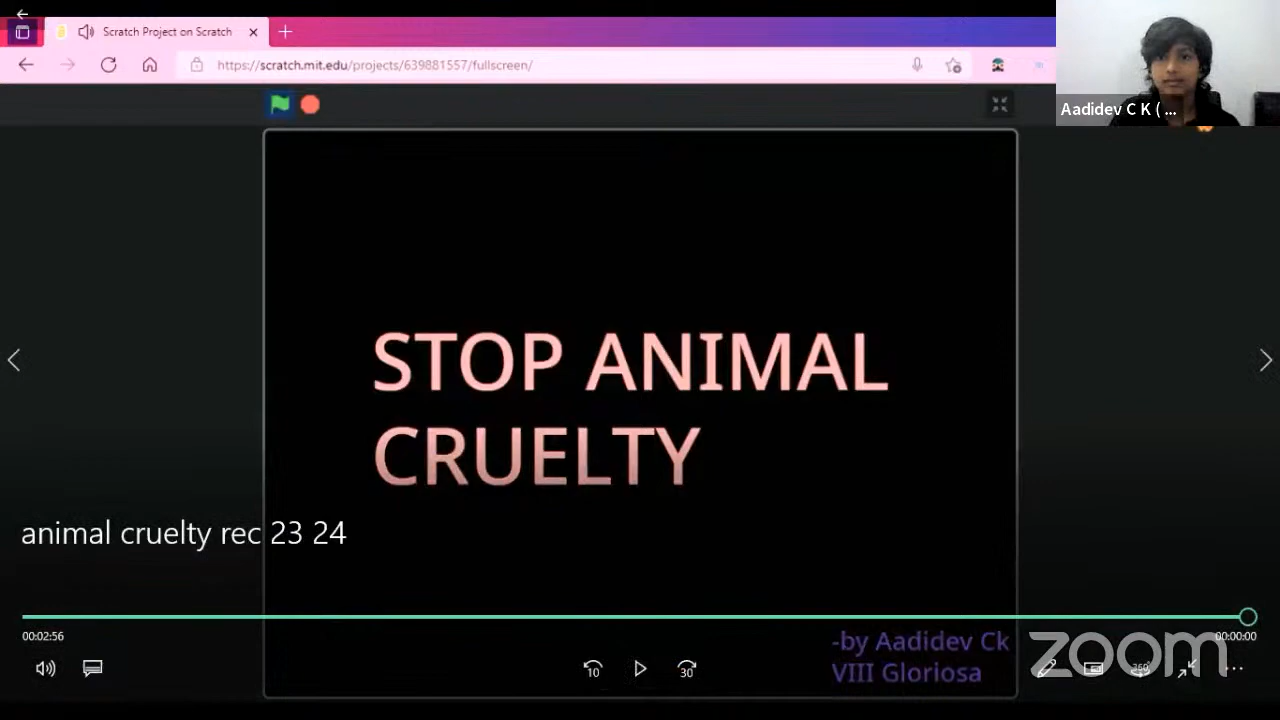 Scratch Project on Scratch
https://scratch.mit.edu/projects/639881557/fullscreen/
Aadidev C K ( ...
STOP ANIMAL
CRUELTY
animal cruelty rec 23 24
00:02:56
00:00:00
-by Aadidev Ck
VIII Gloriosa
zoom
10
30
360°